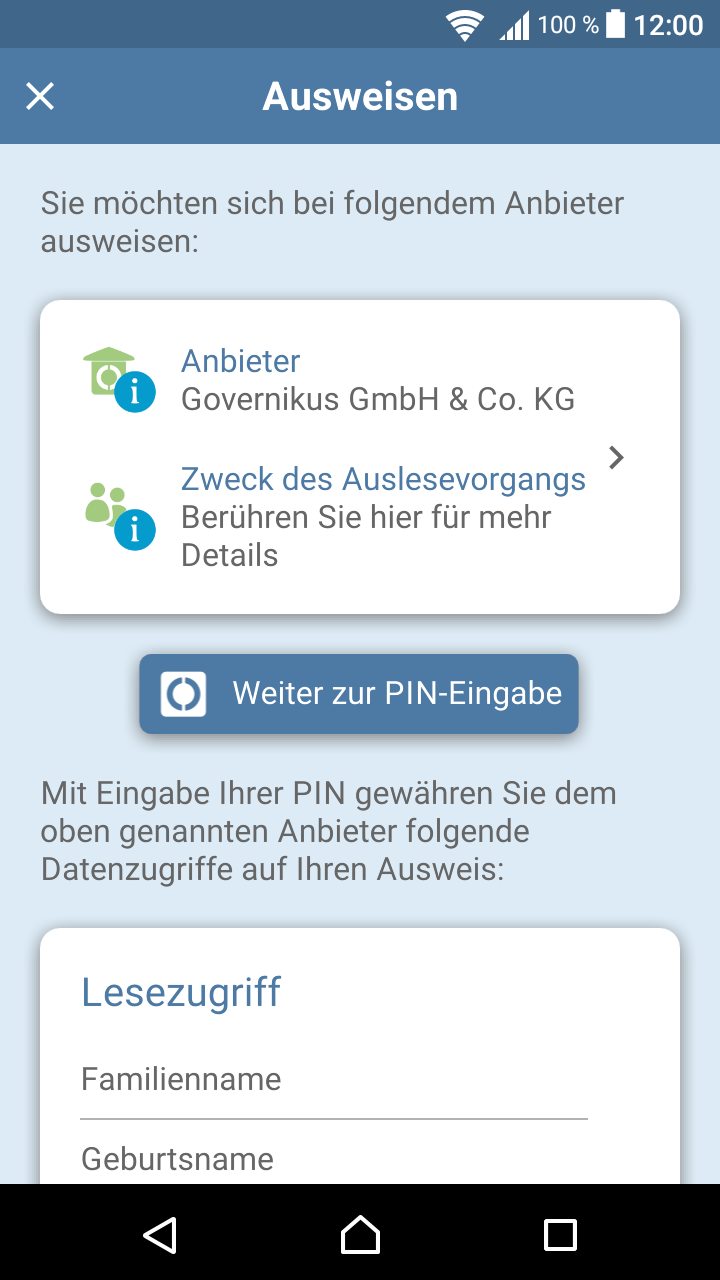 100 % 12:00
Ausweisen
Sie möchten sich bei folgendem Anbieter
ausweisen:
Anbieter
Governikus GmbH & Co. KG
Zweck des Auslesevorgangs
Berühren Sie hier für mehr
Details
Weiter zur PIN-Eingabe
Mit Eingabe Ihrer PIN gewähren Sie dem
oben genannten Anbieter folgende
Datenzugriffe auf Ihren Ausweis:
Lesezugriff
Familienname
Geburtsname